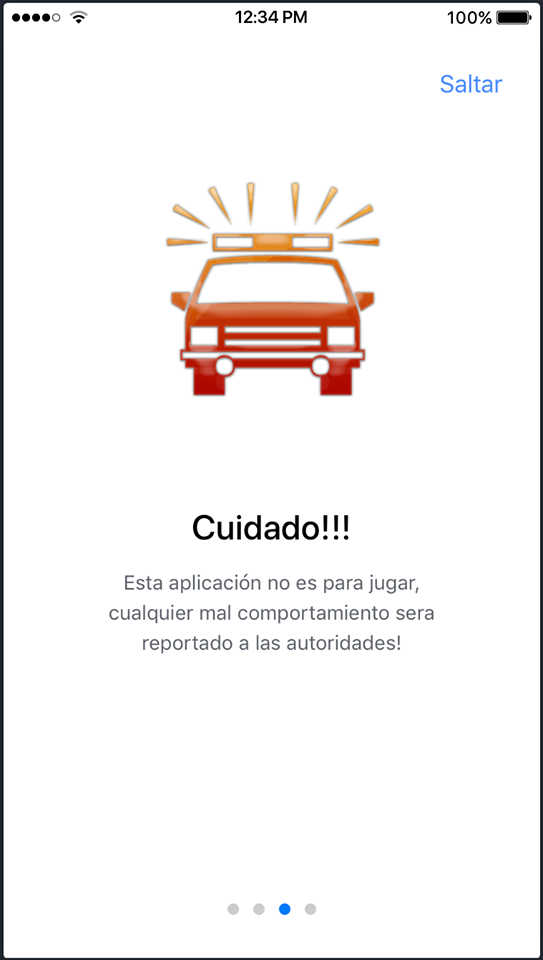 12:34 PM
100%
Saltar
Cuidado!!!
Esta aplicación no es para jugar,
cualquier mal comportamiento sera
reportado a las autoridades!